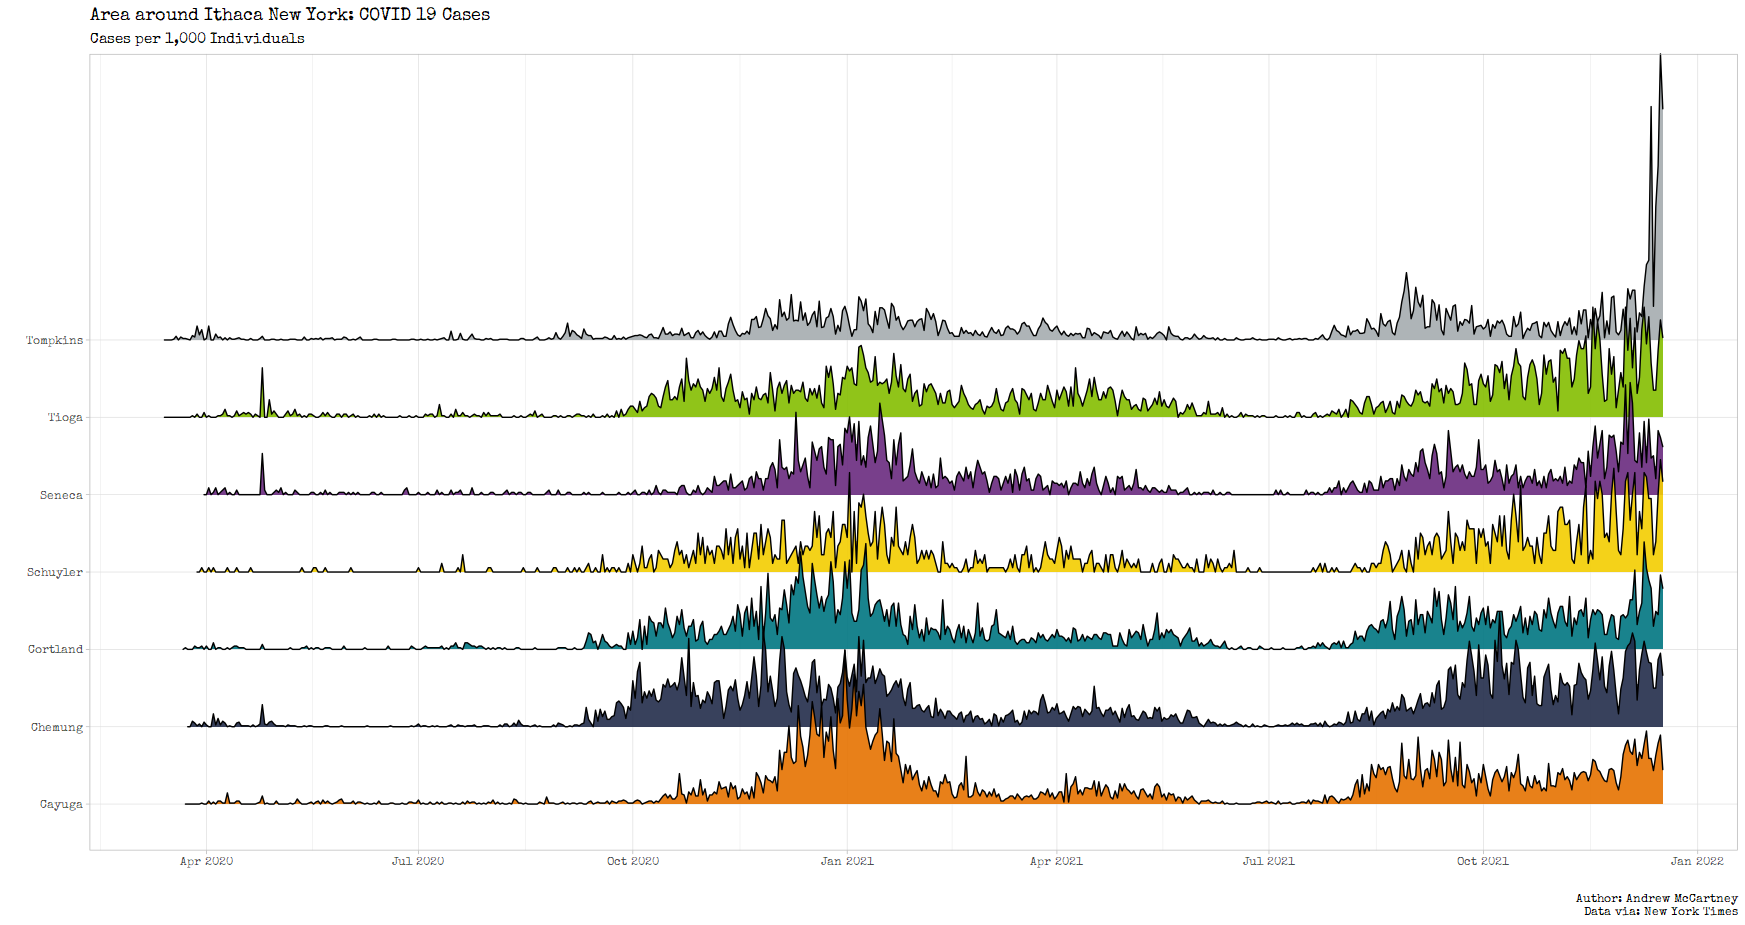 Area around Ithaca New York: COVID 19 Cases
Cases per 1,000 Individuals
Tompkins
Tioga
Seneca
Schuyler
Cortland
Chemung
Cayuga
Apr 2020 Jul 2020 Oct 2020 Jan 2021 Apr 2021 Jul 2021 Oct 2021 Jan 2022
Author: Andrew McCartney
Data via: New York Times